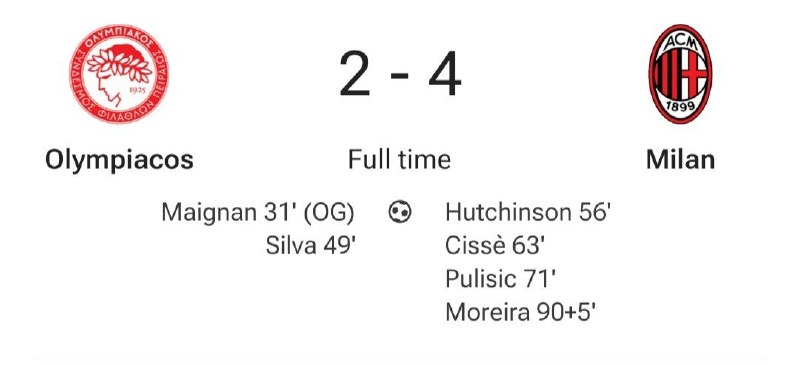 ΣΥΝΔΕΣΜΟΣ ΦΙΛΑΘΛΩΝ ΠΕΙΡΑΙΩΣ ΟΛΥΜΠΙΑΚΟΣ
1925
2 - 4
ACM
1899
Olympiacos
Full time
Milan
Maignan 31' (OG)
Hutchinson 56'
Silva 49'
Cissè 63'
Pulisic 71'
Moreira 90+5'